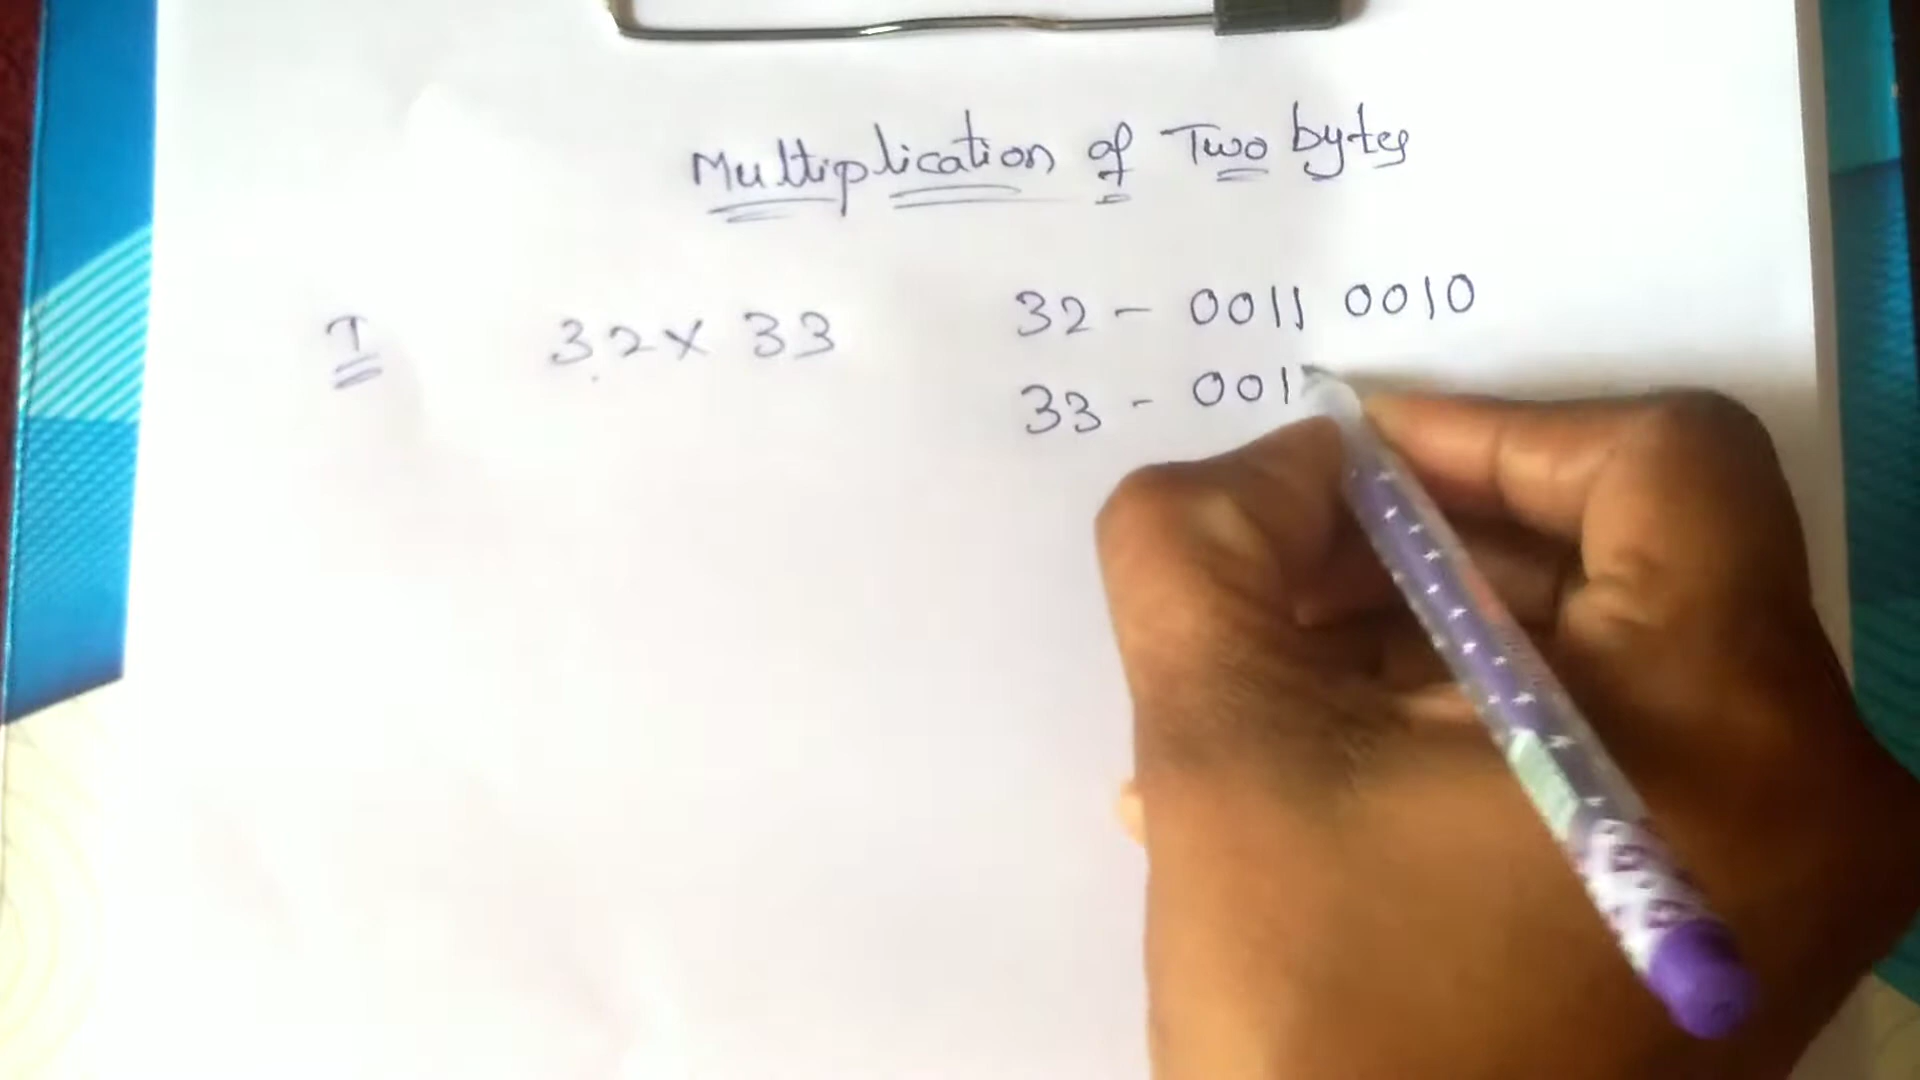 Multiplication of Two bytes
I 32 x 33
32 - 0011 0010
33 - 001